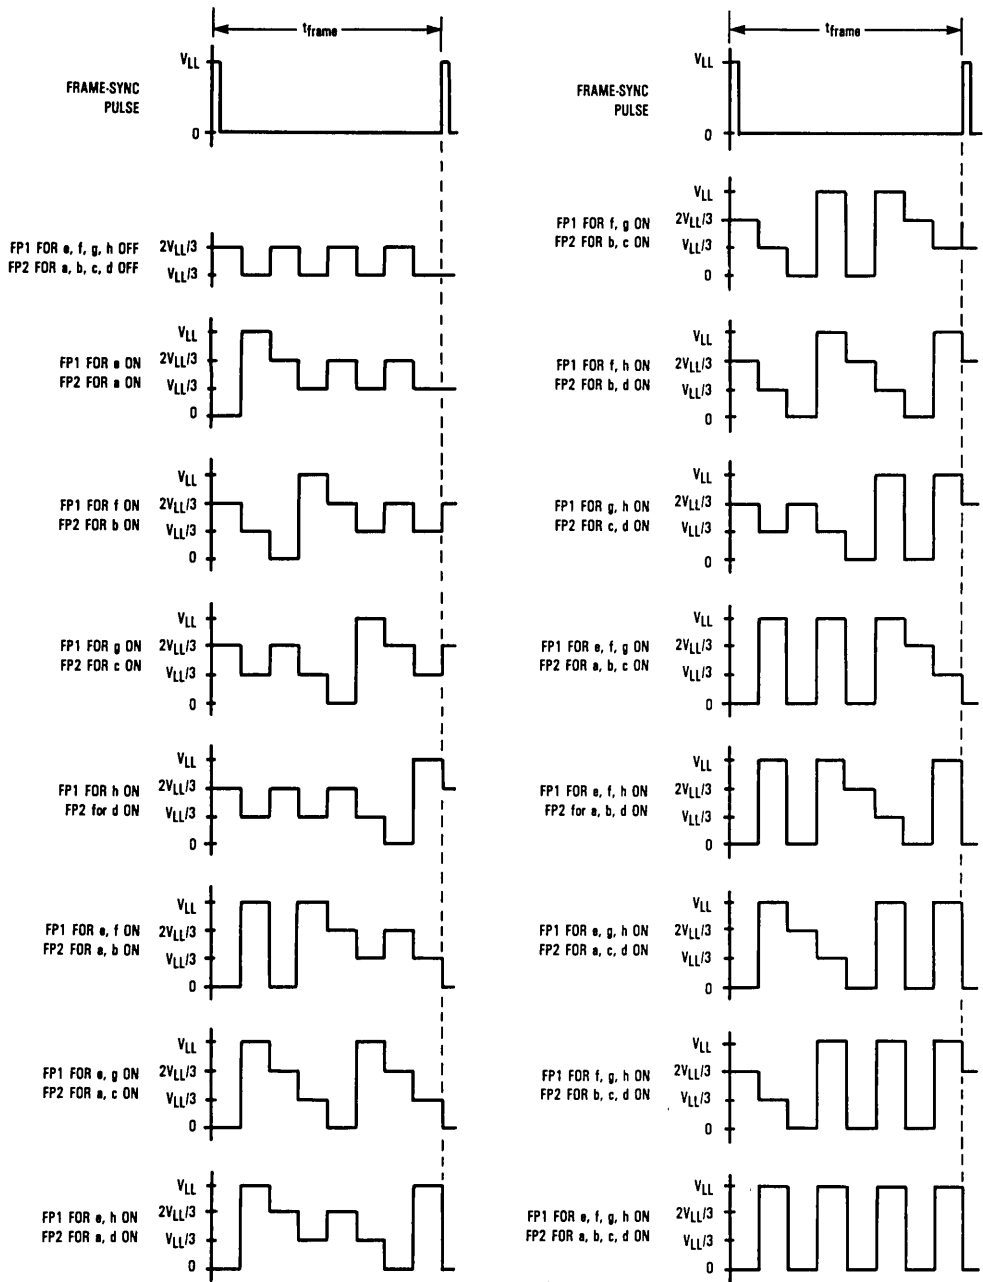 tframe
VLL
FRAME-SYNC
PULSE
0
FP1 FOR e, f, g, h OFF
FP2 FOR a, b, c, d OFF
2VLL/3
VLL/3
FP1 FOR e ON
FP2 FOR a ON
VLL
2VLL/3
VLL/3
0
FP1 FOR f ON
FP2 FOR b ON
VLL
2VLL/3
VLL/3
0
FP1 FOR g ON
FP2 FOR c ON
VLL
2VLL/3
VLL/3
0
FP1 FOR h ON
FP2 for d ON
VLL
2VLL/3
VLL/3
0
FP1 FOR e, f ON
FP2 FOR a, b ON
VLL
2VLL/3
VLL/3
0
FP1 FOR e, g ON
FP2 FOR a, c ON
VLL
2VLL/3
VLL/3
0
FP1 FOR e, h ON
FP2 FOR a, d ON
VLL
2VLL/3
VLL/3
0
tframe
VLL
FRAME-SYNC
PULSE
0
FP1 FOR f, g ON
FP2 FOR b, c ON
VLL
2VLL/3
VLL/3
0
FP1 FOR f, h ON
FP2 FOR b, d ON
VLL
2VLL/3
VLL/3
0
FP1 FOR g, h ON
FP2 FOR c, d ON
VLL
2VLL/3
VLL/3
0
FP1 FOR e, f, g ON
FP2 FOR a, b, c ON
VLL
2VLL/3
VLL/3
0
FP1 FOR e, f, h ON
FP2 for a, b, d ON
VLL
2VLL/3
VLL/3
0
FP1 FOR e, g, h ON
FP2 FOR a, c, d ON
VLL
2VLL/3
VLL/3
0
FP1 FOR f, g, h ON
FP2 FOR b, c, d ON
VLL
2VLL/3
VLL/3
0
FP1 FOR e, f, g, h ON
FP2 FOR a, b, c, d ON
VLL
2VLL/3
VLL/3
0